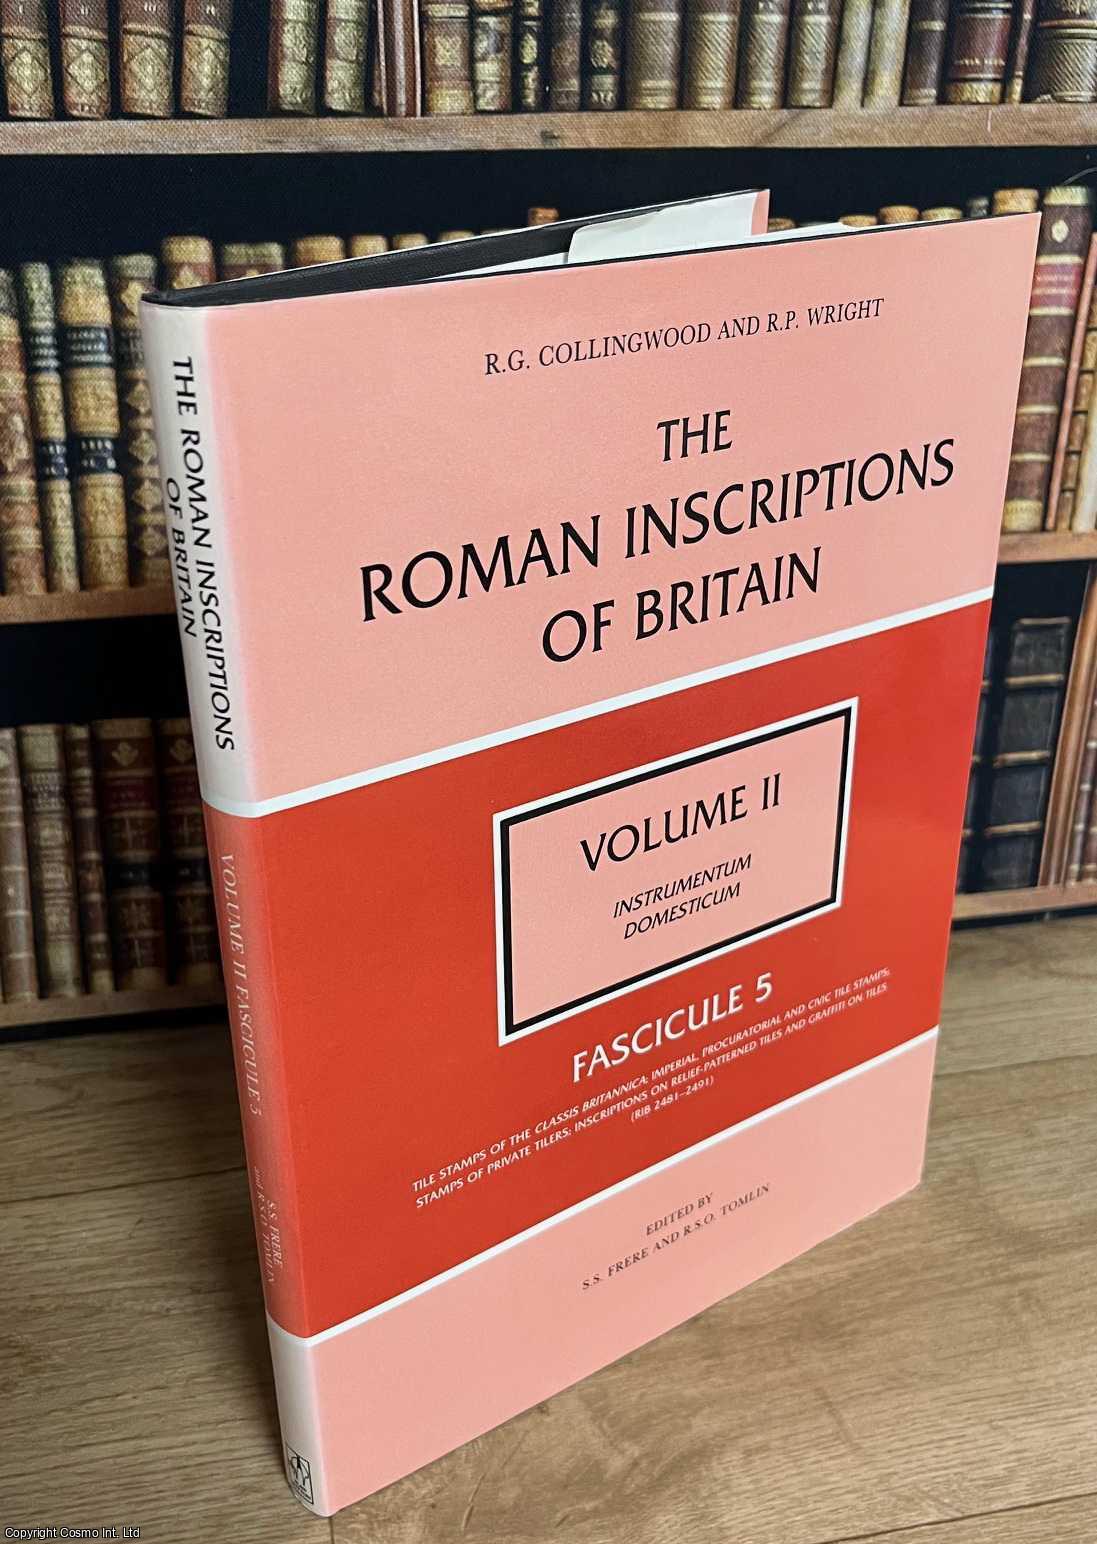 R.G. COLLINGWOOD AND R.P. WRIGHT
THE
ROMAN INSCRIPTIONS
OF BRITAIN
VOLUME II
INSTRUMENTUM
DOMESTICUM
FASCICULE 5
TILE STAMPS OF THE CLASSIS BRITANNICA; IMPERIAL, PROCURATORIAL AND CIVIC TILE STAMPS;
STAMPS OF PRIVATE TILERS; INSCRIPTIONS ON RELIEF-PATTERNED TILES AND GRAFFITI ON TILES
(RIB 2481–2491)
EDITED BY
S.S. FRERE AND R.S.O. TOMLIN
THE ROMAN INSCRIPTIONS
OF BRITAIN
VOLUME II FASCICULE 5
S.S. FRERE
and R.S.O. TOMLIN
Copyright Cosmo Int. Ltd